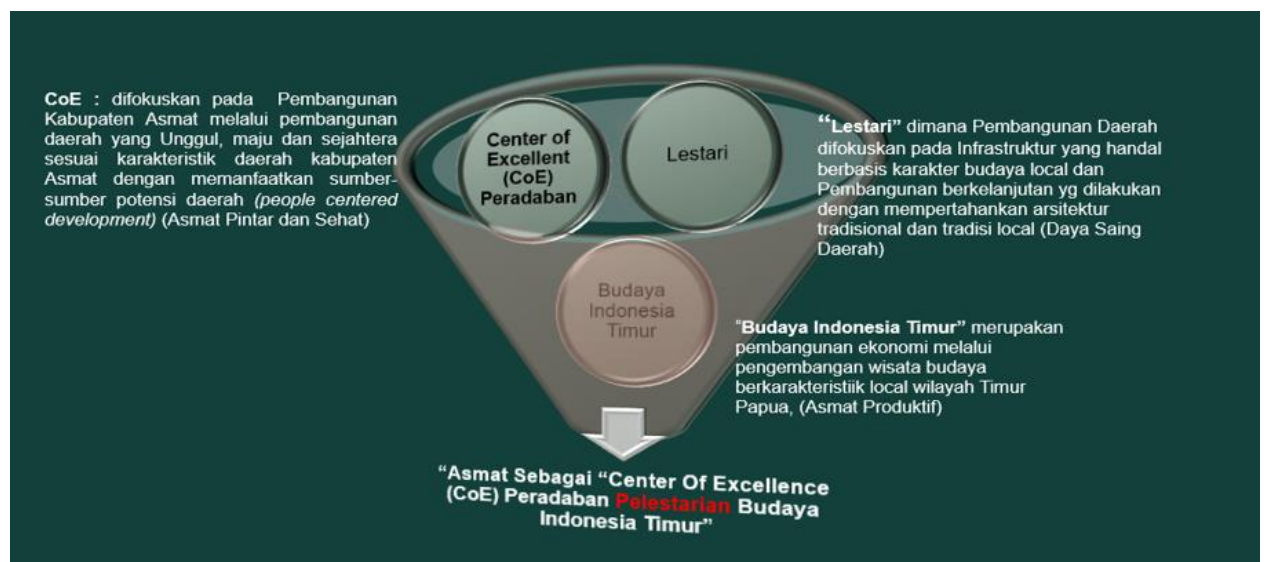 CoE : difokuskan pada Pembangunan
Kabupaten Asmat melalui pembangunan
daerah yang Unggul, maju dan sejahtera
sesuai karakteristik daerah kabupaten
Asmat dengan memanfaatkan sumber-
sumber potensi daerah (people centered
development) (Asmat Pintar dan Sehat)
Center of
Excellent
(CoE)
Peradaban
Lestari
Budaya
Indonesia
Timur
“Lestari” dimana Pembangunan Daerah
difokuskan pada Infrastruktur yang handal
berbasis karakter budaya local dan
Pembangunan berkelanjutan yg dilakukan
dengan mempertahankan arsitektur
tradisional dan tradisi local (Daya Saing
Daerah)
“Budaya Indonesia Timur” merupakan
pembangunan ekonomi melalui
pengembangan wisata budaya
berkarakteristiik local wilayah Timur
Papua, (Asmat Produktif)
“Asmat Sebagai “Center Of Excellence
(CoE) Peradaban Pelestarian Budaya
Indonesia Timur”